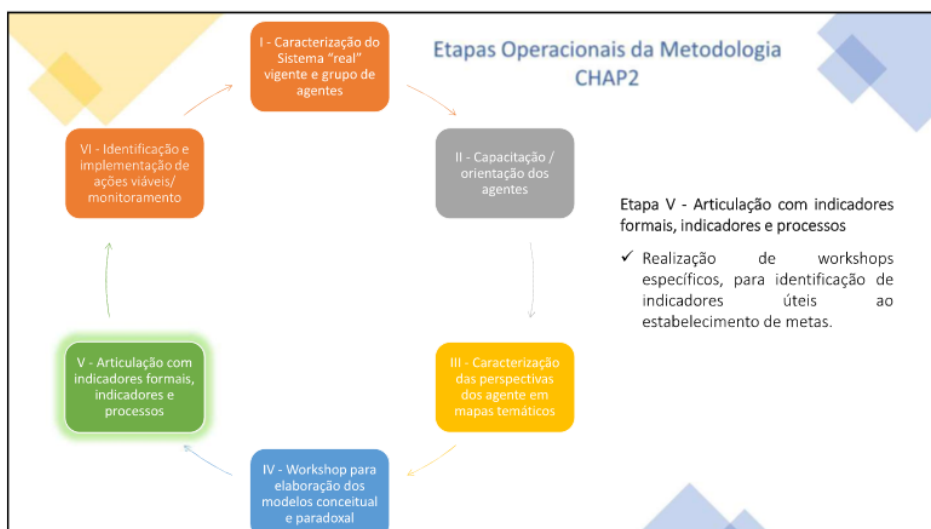 Etapas Operacionais da Metodologia
CHAP2
I - Caracterização do
Sistema “real”
vigente e grupo de
agentes
II - Capacitação /
orientação dos
agentes
III - Caracterização
das perspectivas
dos agente em
mapas temáticos
IV - Workshop para
elaboração dos
modelos conceitual
e paradoxal
V - Articulação com
indicadores formais,
indicadores e
processos
VI - Identificação e
implementação de
ações viáveis/
monitoramento
Etapa V - Articulação com indicadores
formais, indicadores e processos
✓ Realização de workshops
específicos, para identificação de
indicadores úteis ao
estabelecimento de metas.